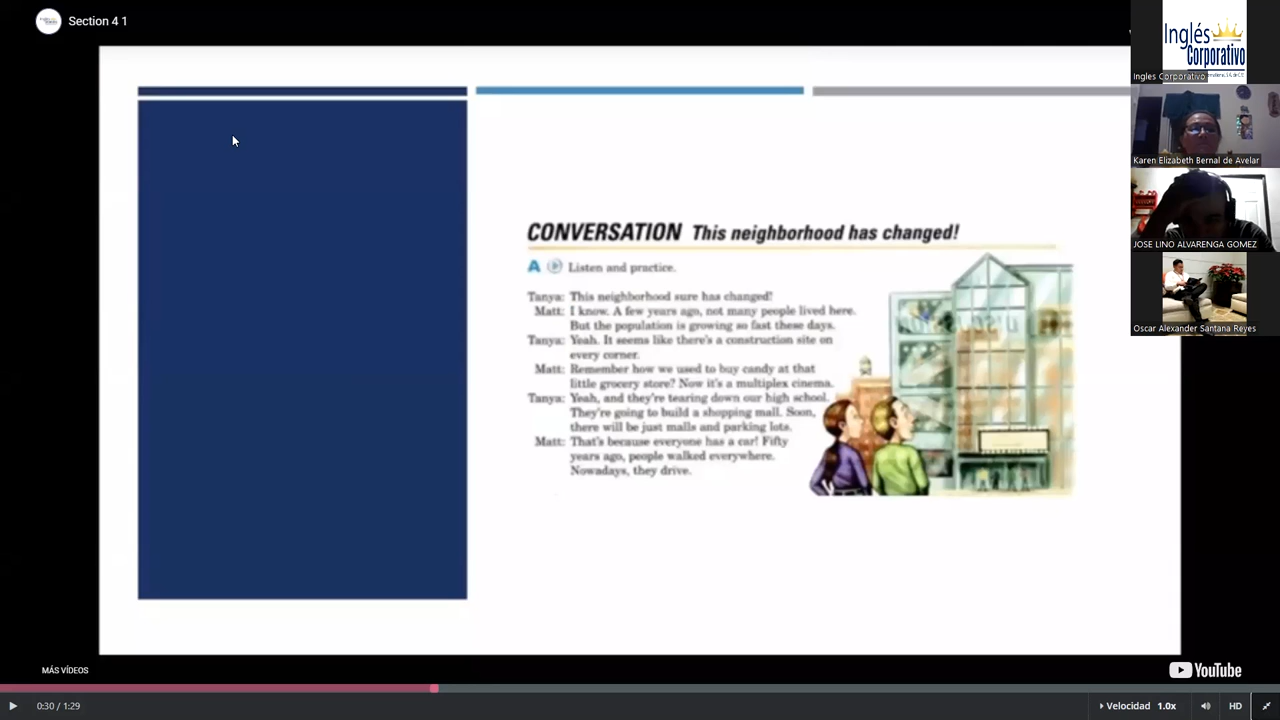 Section 4 1
Inglés
Corporativo
Ingles Corporativo
Karen Elizabeth Bernal de Avelar
JOSE LINO ALVARENGA GOMEZ
Oscar Alexander Santana Reyes
CONVERSATION This neighborhood has changed!
A Listen and practice.
Tanya: This neighborhood sure has changed!
Matt: I know. A few years ago, not many people lived here.
But the population is growing so fast these days.
Tanya: Yeah. It seems like there's a construction site on
every corner.
Matt: Remember how we used to buy candy at that
little grocery store? Now it's a multiplex cinema.
Tanya: Yeah, and they're tearing down our high school.
They're going to build a shopping mall. Soon,
there will be just malls and parking lots.
Matt: That's because everyone has a car! Fifty
years ago, people walked everywhere.
Nowadays, they drive.
MÁS VÍDEOS
YouTube
0:30 / 1:29
Velocidad 1.0x
HD